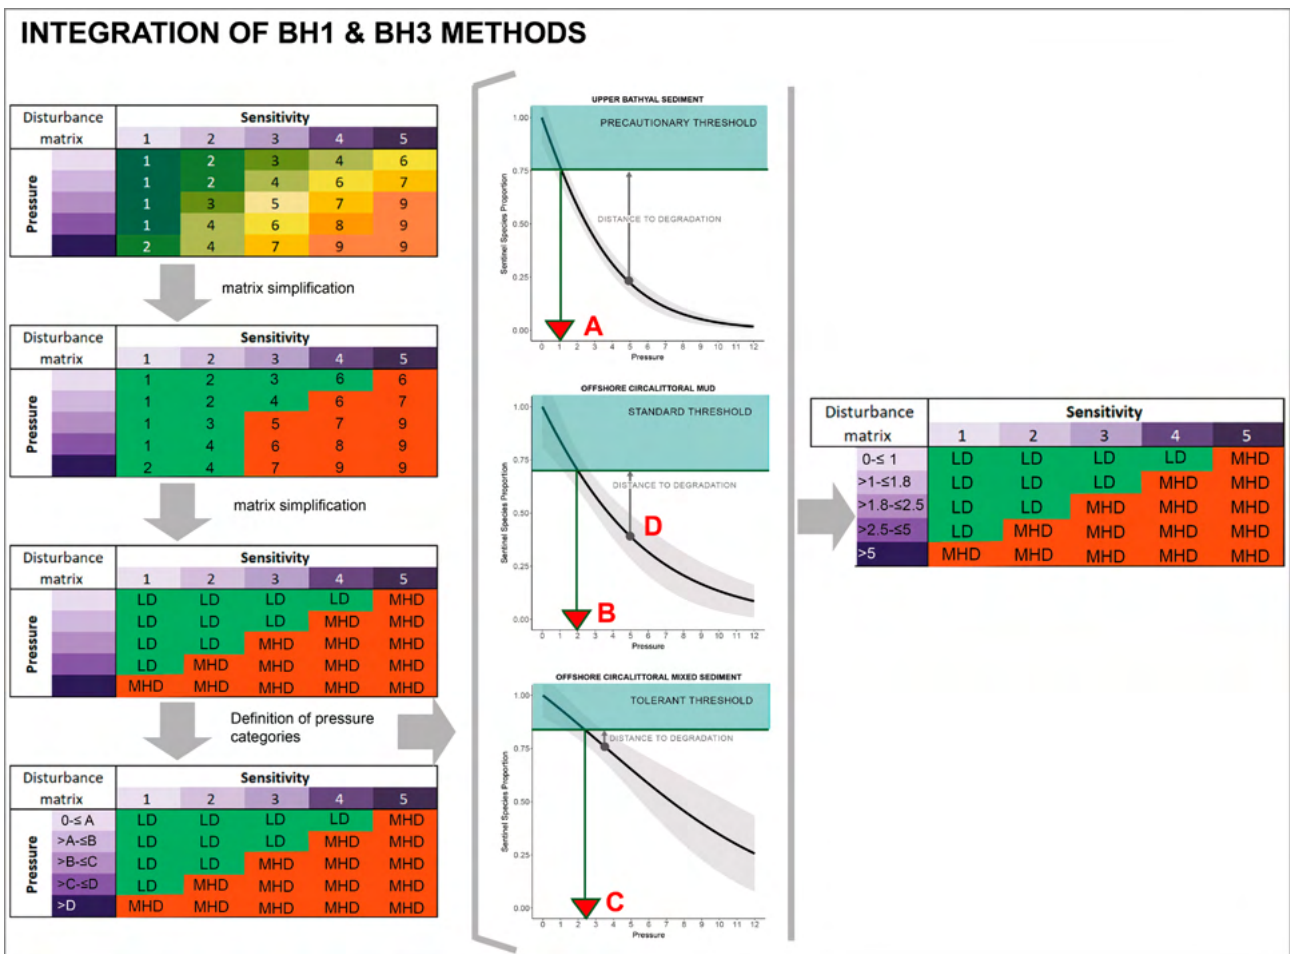 INTEGRATION OF BH1 & BH3 METHODS
Disturbance matrix Sensitivity
1 2 3 4 5
Pressure
1 2 3 4 6
1 2 4 6 7
1 3 5 7 9
1 4 6 8 9
2 4 7 9 9
matrix simplification
Disturbance matrix Sensitivity
1 2 3 4 5
Pressure
1 2 3 6 6
1 2 4 6 7
1 3 5 7 9
1 4 6 8 9
2 4 7 9 9
matrix simplification
Disturbance matrix Sensitivity
1 2 3 4 5
Pressure
LD LD LD LD MHD
LD LD LD MHD MHD
LD LD MHD MHD MHD
LD MHD MHD MHD MHD
MHD MHD MHD MHD MHD
Definition of pressure
categories
Disturbance matrix Sensitivity
1 2 3 4 5
Pressure
0-≤ A LD LD LD LD MHD
>A-≤B LD LD LD MHD MHD
>B-≤C LD LD MHD MHD MHD
>C-≤D LD MHD MHD MHD MHD
>D MHD MHD MHD MHD MHD
UPPER BATHYAL SEDIMENT
PRECAUTIONARY THRESHOLD
DISTANCE TO DEGRADATION
Sentinel Species Proportion
1.00
0.75
0.50
0.25
0.00
A
0 1 2 3 4 5 6 7 8 9 10 11 12
Pressure
OFFSHORE CIRCALITTORAL MUD
STANDARD THRESHOLD
DISTANCE TO DEGRADATION
Sentinel Species Proportion
1.00
0.75
0.50
0.25
0.00
D
B
0 1 2 3 4 5 6 7 8 9 10 11 12
Pressure
OFFSHORE CIRCALITTORAL MIXED SEDIMENT
TOLERANT THRESHOLD
DISTANCE TO DEGRADATION
Sentinel Species Proportion
1.00
0.75
0.50
0.25
0.00
C
0 1 2 3 4 5 6 7 8 9 10 11 12
Pressure
Disturbance matrix Sensitivity
1 2 3 4 5
0-≤ 1 LD LD LD LD MHD
>1-≤1.8 LD LD LD MHD MHD
>1.8-≤2.5 LD LD MHD MHD MHD
>2.5-≤5 LD MHD MHD MHD MHD
>5 MHD MHD MHD MHD MHD